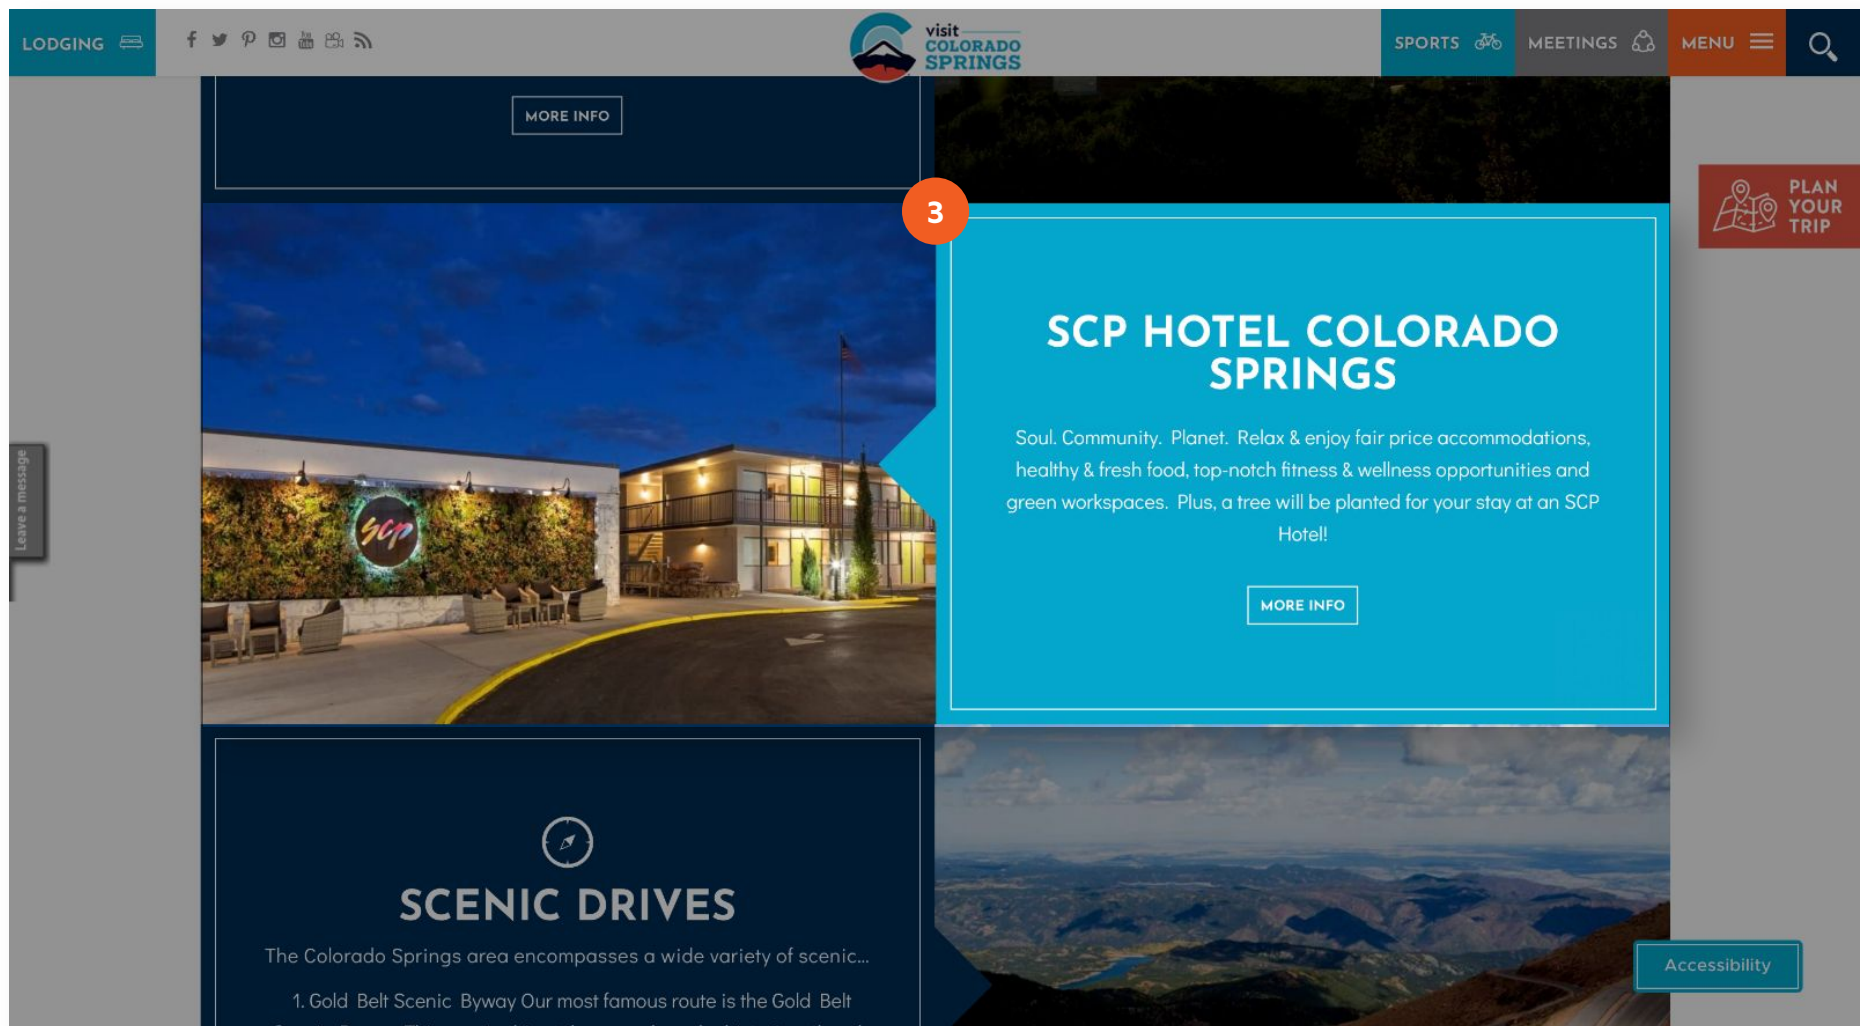 LODGING
visit
COLORADO
SPRINGS
SPORTS
MEETINGS
MENU
MORE INFO
PLAN
YOUR
TRIP
3
SCP HOTEL COLORADO
SPRINGS
Soul. Community. Planet. Relax & enjoy fair price accommodations,
healthy & fresh food, top-notch fitness & wellness opportunities and
green workspaces. Plus, a tree will be planted for your stay at an SCP
Hotel!
MORE INFO
scp
Leave a message
SCENIC DRIVES
The Colorado Springs area encompasses a wide variety of scenic...
1. Gold Belt Scenic Byway Our most famous route is the Gold Belt
Accessibility